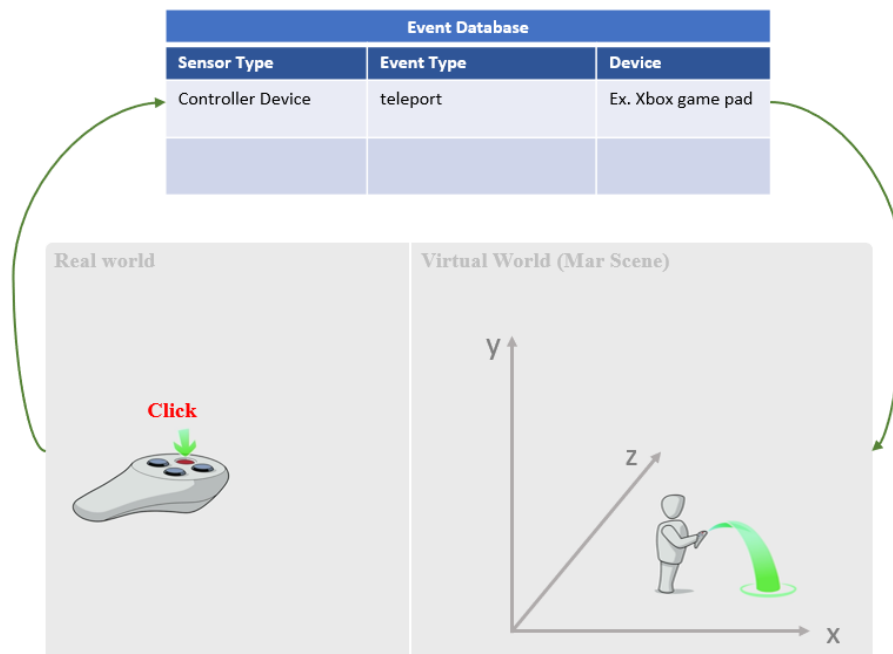 Event Database
Sensor Type Event Type Device
Controller Device teleport Ex. Xbox game pad
Real world Virtual World (Mar Scene)
y
Click
z
x